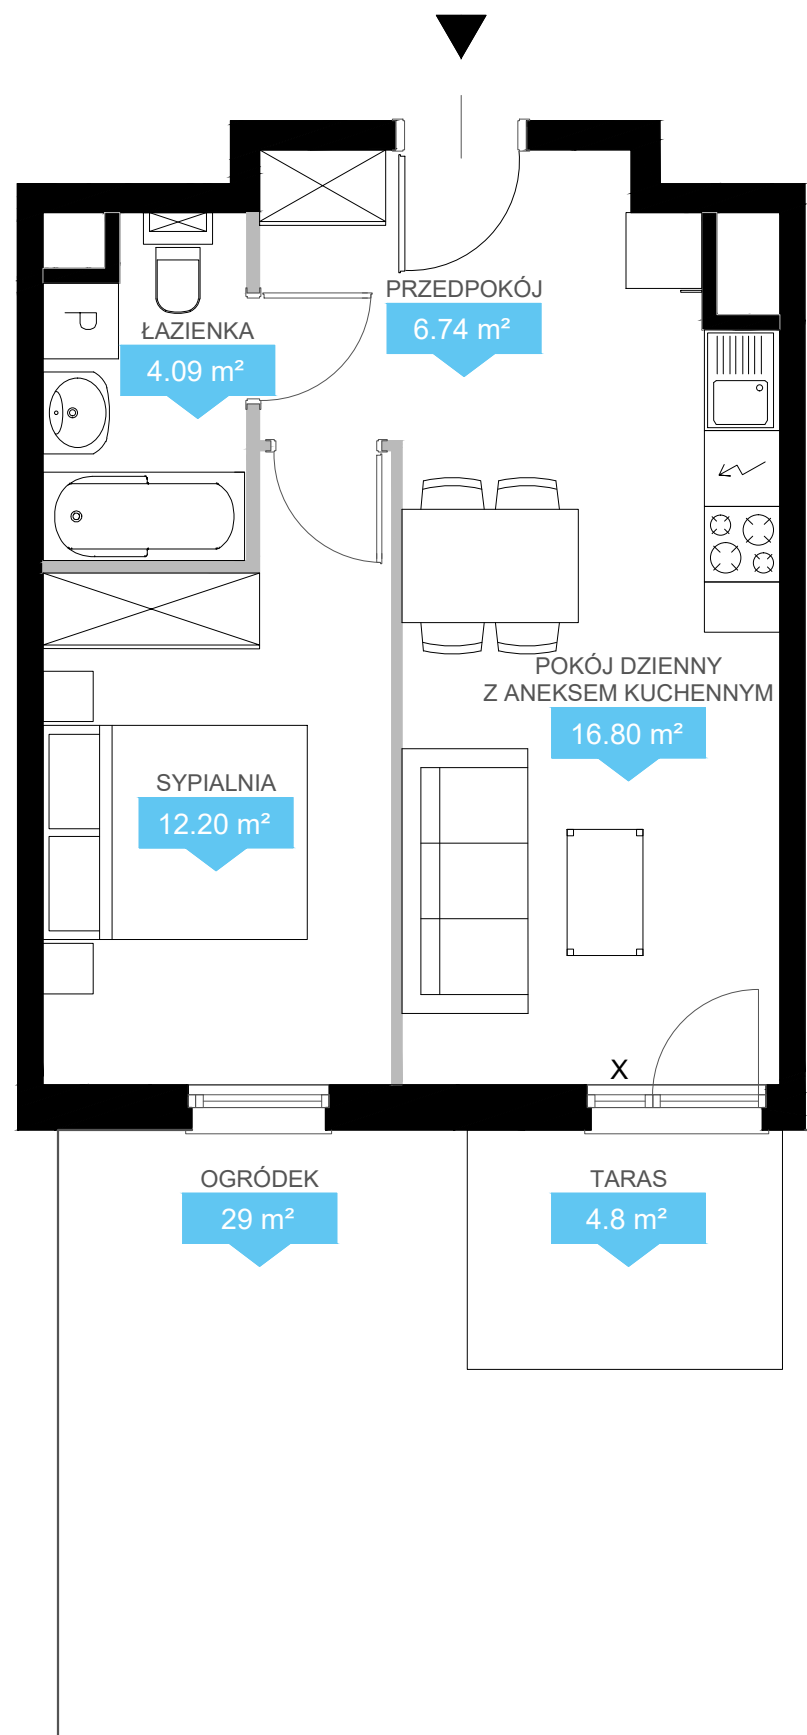 PRZEDPOKÓJ
6.74 m²
ŁAZIENKA
4.09 m²
P
POKÓJ DZIENNY
Z ANEKSEM KUCHENNYM
16.80 m²
SYPIALNIA
12.20 m²
X
OGRÓDEK
29 m²
TARAS
4.8 m²